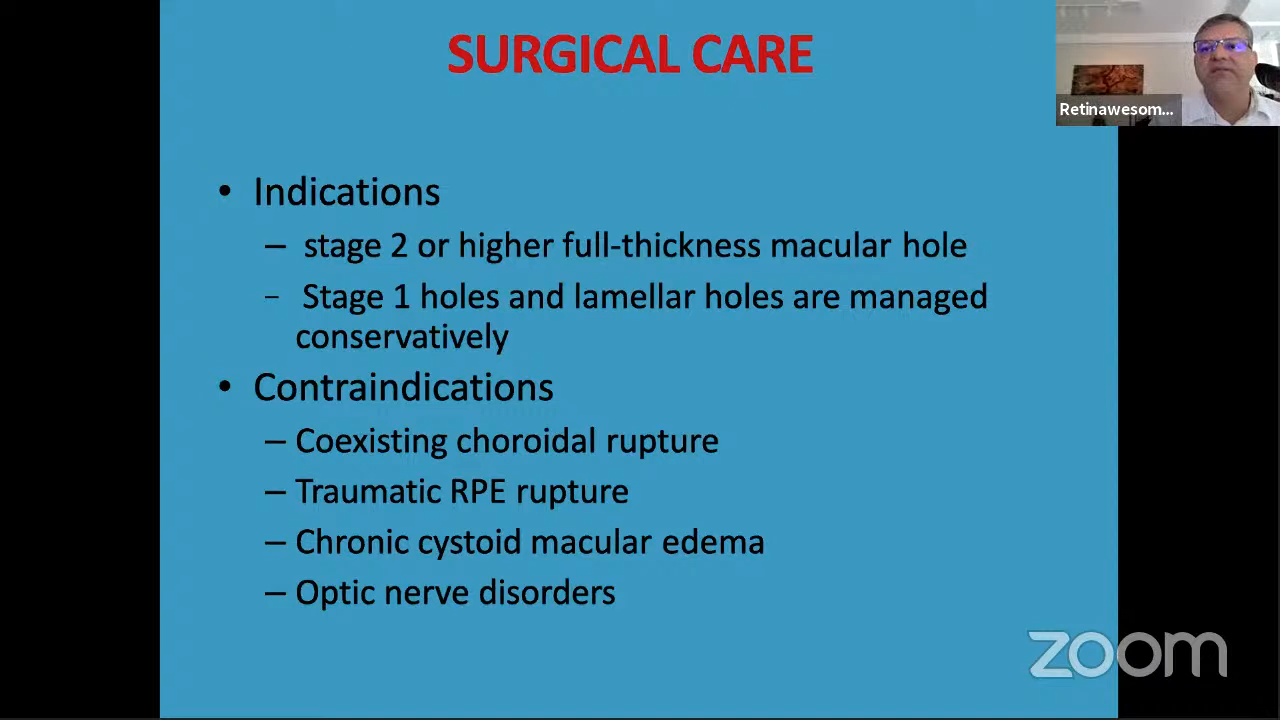 SURGICAL CARE
Retinawesom...
• Indications
– stage 2 or higher full-thickness macular hole
– Stage 1 holes and lamellar holes are managed
conservatively
• Contraindications
– Coexisting choroidal rupture
– Traumatic RPE rupture
– Chronic cystoid macular edema
– Optic nerve disorders
zoom